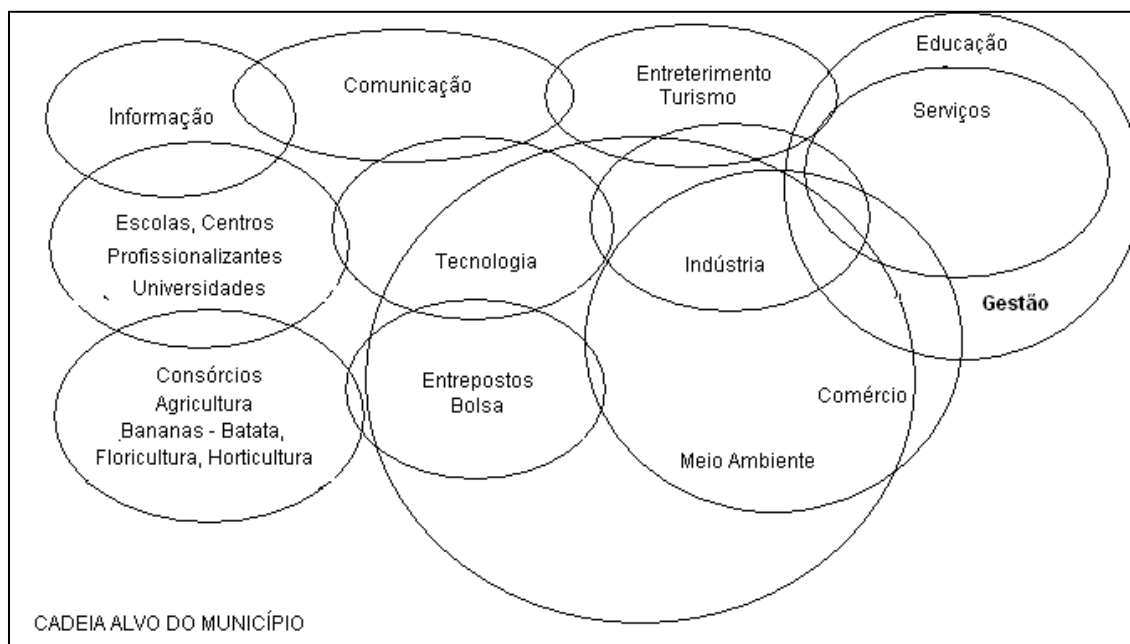 Educação
Comunicação
Entreterimento
Turismo
Informação
Serviços
Escolas, Centros
Profissionalizantes
Universidades
Tecnologia
Indústria
Gestão
Consórcios
Agricultura
Bananas - Batata,
Floricultura, Horticultura
Entrepostos
Bolsa
Comércio
Meio Ambiente
CADEIA ALVO DO MUNICÍPIO